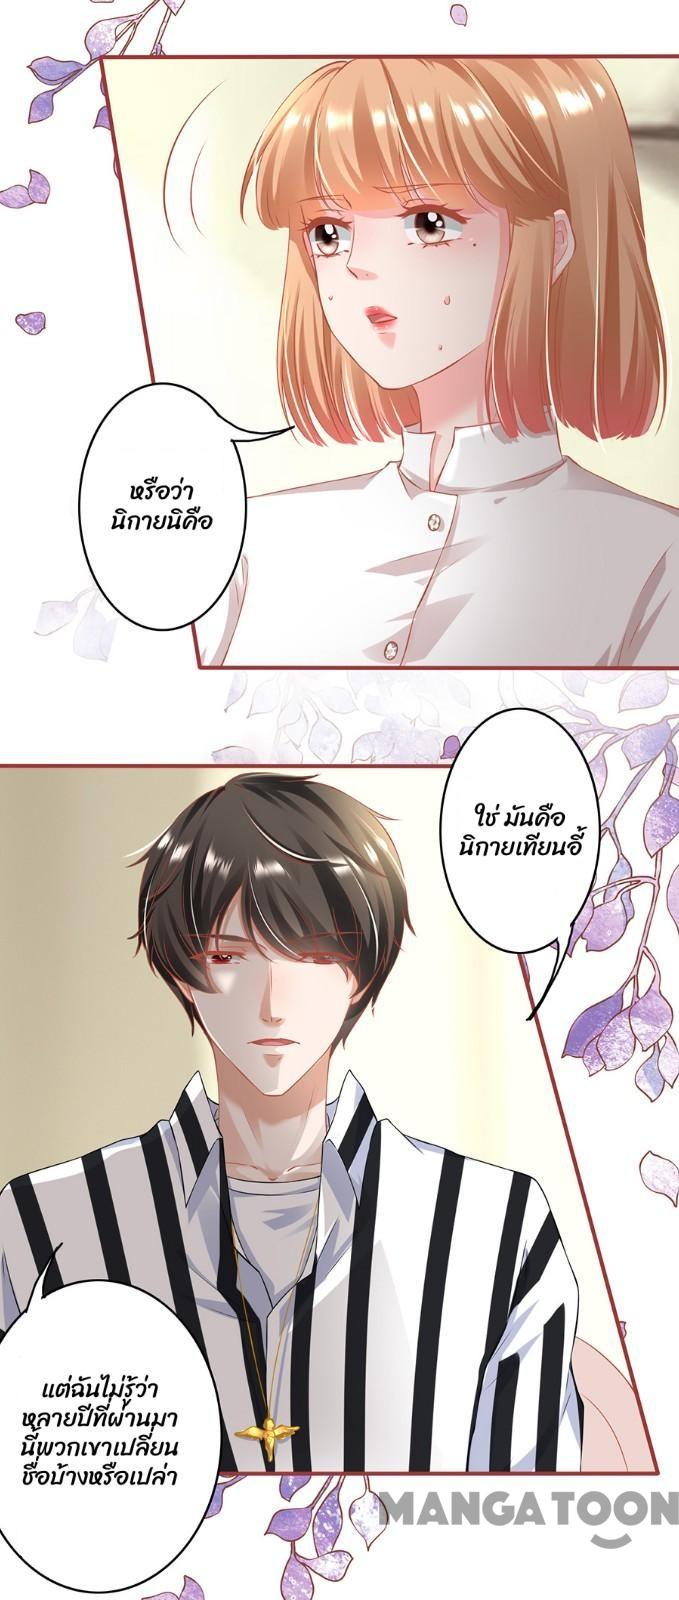 หรือว่า
นิกายนิคือ
ใช่ มันคือ
นิกายเทียนอี้
แต่ฉันไม่รู้ว่า
หลายปีที่ผ่านมา
นี้พวกเขาเปลี่ยน
ชื่อบ้างหรือเปล่า
MANGATOON